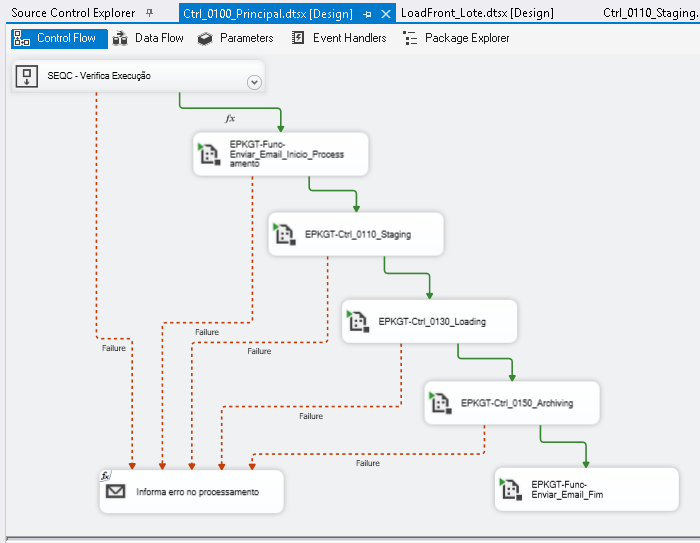 Source Control Explorer
Ctrl_0100_Principal.dtsx [Design]
LoadFront_Lote.dtsx [Design]
Ctrl_0110_Staging.
Control Flow
Data Flow
Parameters
Event Handlers
Package Explorer
SEQC - Verifica Execução
fx
EPKGT-Func-
Enviar_Email_Inicio_Process
amento
EPKGT-Ctrl_0110_Staging
EPKGT-Ctrl_0130_Loading
Failure
Failure
Failure
EPKGT-Ctrl_0150_Archiving
Failure
Failure
fx
Informa erro no processamento
EPKGT-Func-
Enviar_Email_Fim